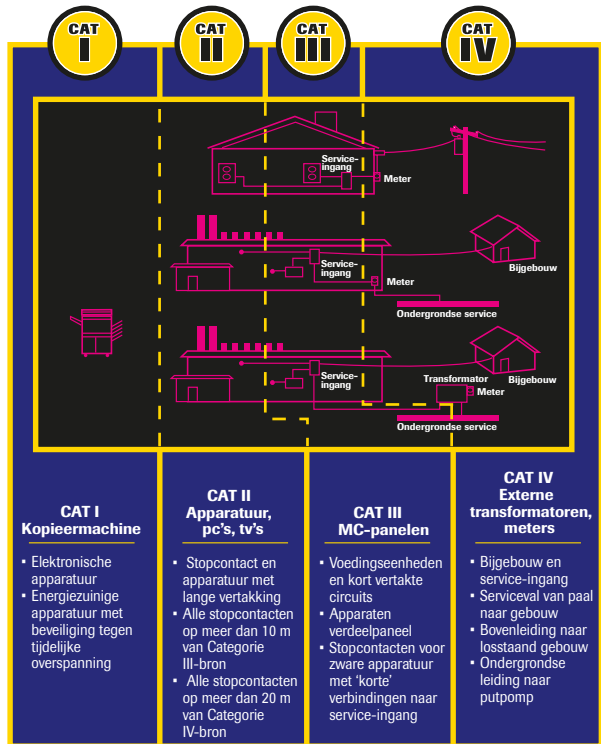 CAT
I
CAT
II
CAT
III
CAT
IV
Service-
ingang
Meter
Service-
ingang
Meter
Bijgebouw
Ondergrondse service
Service-
ingang
Transformator
Meter
Bijgebouw
Ondergrondse service
CAT I
Kopieermachine
▪ Elektronische
apparatuur
▪ Energiezuinige
apparatuur met
beveiliging tegen
tijdelijke
overspanning
CAT II
Apparatuur,
pc's, tv's
▪ Stopcontact en
apparatuur met
lange vertakking
▪ Alle stopcontacten
op meer dan 10 m
van Categorie
III-bron
▪ Alle stopcontacten
op meer dan 20 m
van Categorie
IV-bron
CAT III
MC-panelen
▪ Voedingseenheden
en kort vertakte
circuits
▪ Apparaten
verdeelpaneel
▪ Stopcontacten voor
zware apparatuur
met ‘korte’
verbindingen naar
service-ingang
CAT IV
Externe
transformatoren,
meters
▪ Bijgebouw en
service-ingang
▪ Serviceval van paal
naar gebouw
▪ Bovenleiding naar
losstaand gebouw
▪ Ondergrondse
leiding naar
putpomp